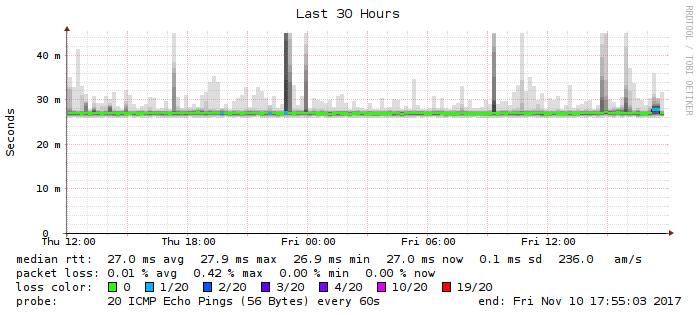 Last 30 Hours
RRDTOOL / TOBI OETIKER
Seconds
40 m
30 m
20 m
10 m
0
Thu 12:00 Thu 18:00 Fri 00:00 Fri 06:00 Fri 12:00
median rtt: 27.0 ms avg 27.9 ms max 26.9 ms min 27.0 ms now 0.1 ms sd 236.0 am/s
packet loss: 0.01 % avg 0.42 % max 0.00 % min 0.00 % now
loss color: 0 1/20 2/20 3/20 4/20 10/20 19/20
probe: 20 ICMP Echo Pings (56 Bytes) every 60s end: Fri Nov 10 17:55:03 2017